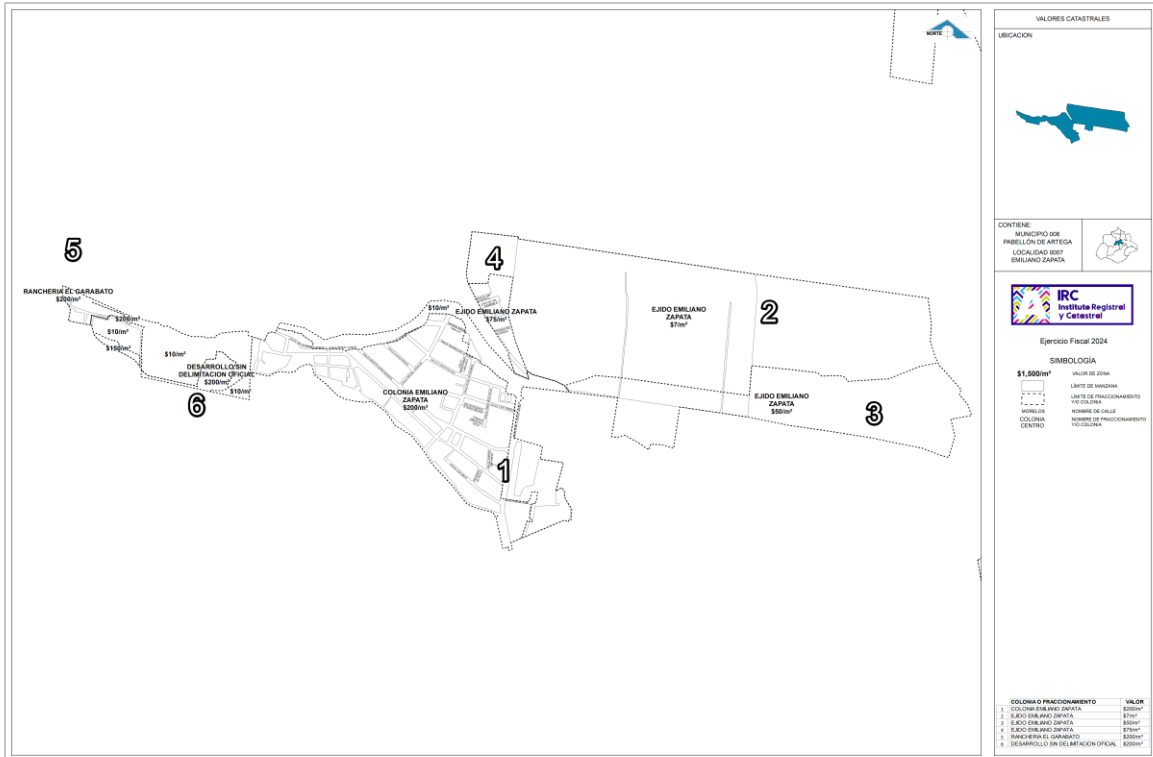 NORTE
5
RANCHERIA EL GARABATO
$200/m²
$200/m²
$10/m²
$150/m²
$10/m²
DESARROLLO SIN
DELIMITACION OFICIAL
$200/m²
$10/m²
6
4
$10/m²
EJIDO EMILIANO ZAPATA
$75/m²
COLONIA EMILIANO
ZAPATA
$200/m²
1
EJIDO EMILIANO
ZAPATA
$7/m²
2
EJIDO EMILIANO
ZAPATA
$50/m²
3
VALORES CATASTRALES
UBICACION
CONTIENE:
MUNICIPIO 006
PABELLÓN DE ARTEGA
LOCALIDAD 0007
EMILIANO ZAPATA
IRC
Instituto Registral
y Catastral
Ejercicio Fiscal 2024
SIMBOLOGÍA
$1,500/m² VALOR DE ZONA
LÍMITE DE MANZANA
LÍMITE DE FRACCIONAMIENTO
Y/O COLONIA
MORELOS NOMBRE DE CALLE
COLONIA
CENTRO
NOMBRE DE FRACCIONAMIENTO
Y/O COLONIA
COLONIA O FRACCIONAMIENTO VALOR
1 COLONIA EMILIANO ZAPATA $200/m²
2 EJIDO EMILIANO ZAPATA $7/m²
3 EJIDO EMILIANO ZAPATA $50/m²
4 EJIDO EMILIANO ZAPATA $75/m²
5 RANCHERIA EL GARABATO $200/m²
6 DESARROLLO SIN DELIMITACION OFICIAL $200/m²